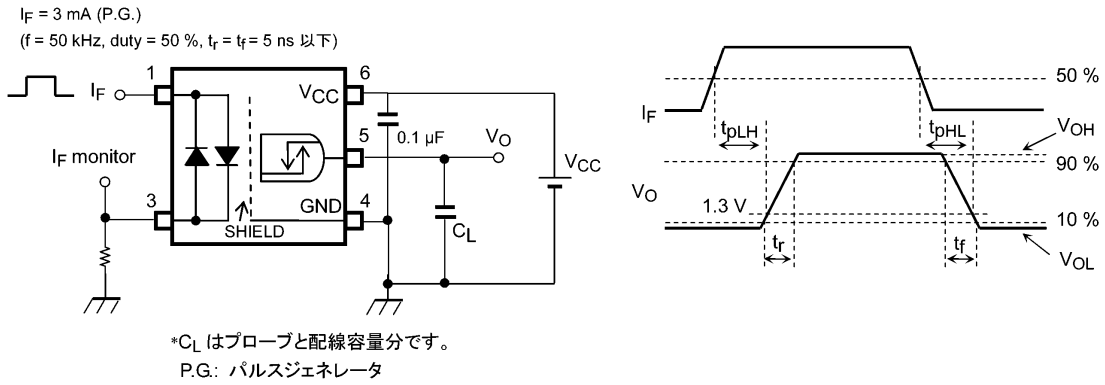 IF = 3 mA (P.G.)
(f = 50 kHz, duty = 50 %, tr = tf = 5 ns 以下)
1
IF
6
VCC
0.1 µF
5
VO
VCC
IF monitor
3
GND
4
SHIELD
CL
*CL はプローブと配線容量分です。
P.G.: パルスジェネレータ
50 %
IF
tpLH
tpHL
VOH
90 %
VO
1.3 V
10 %
tr
tf
VOL